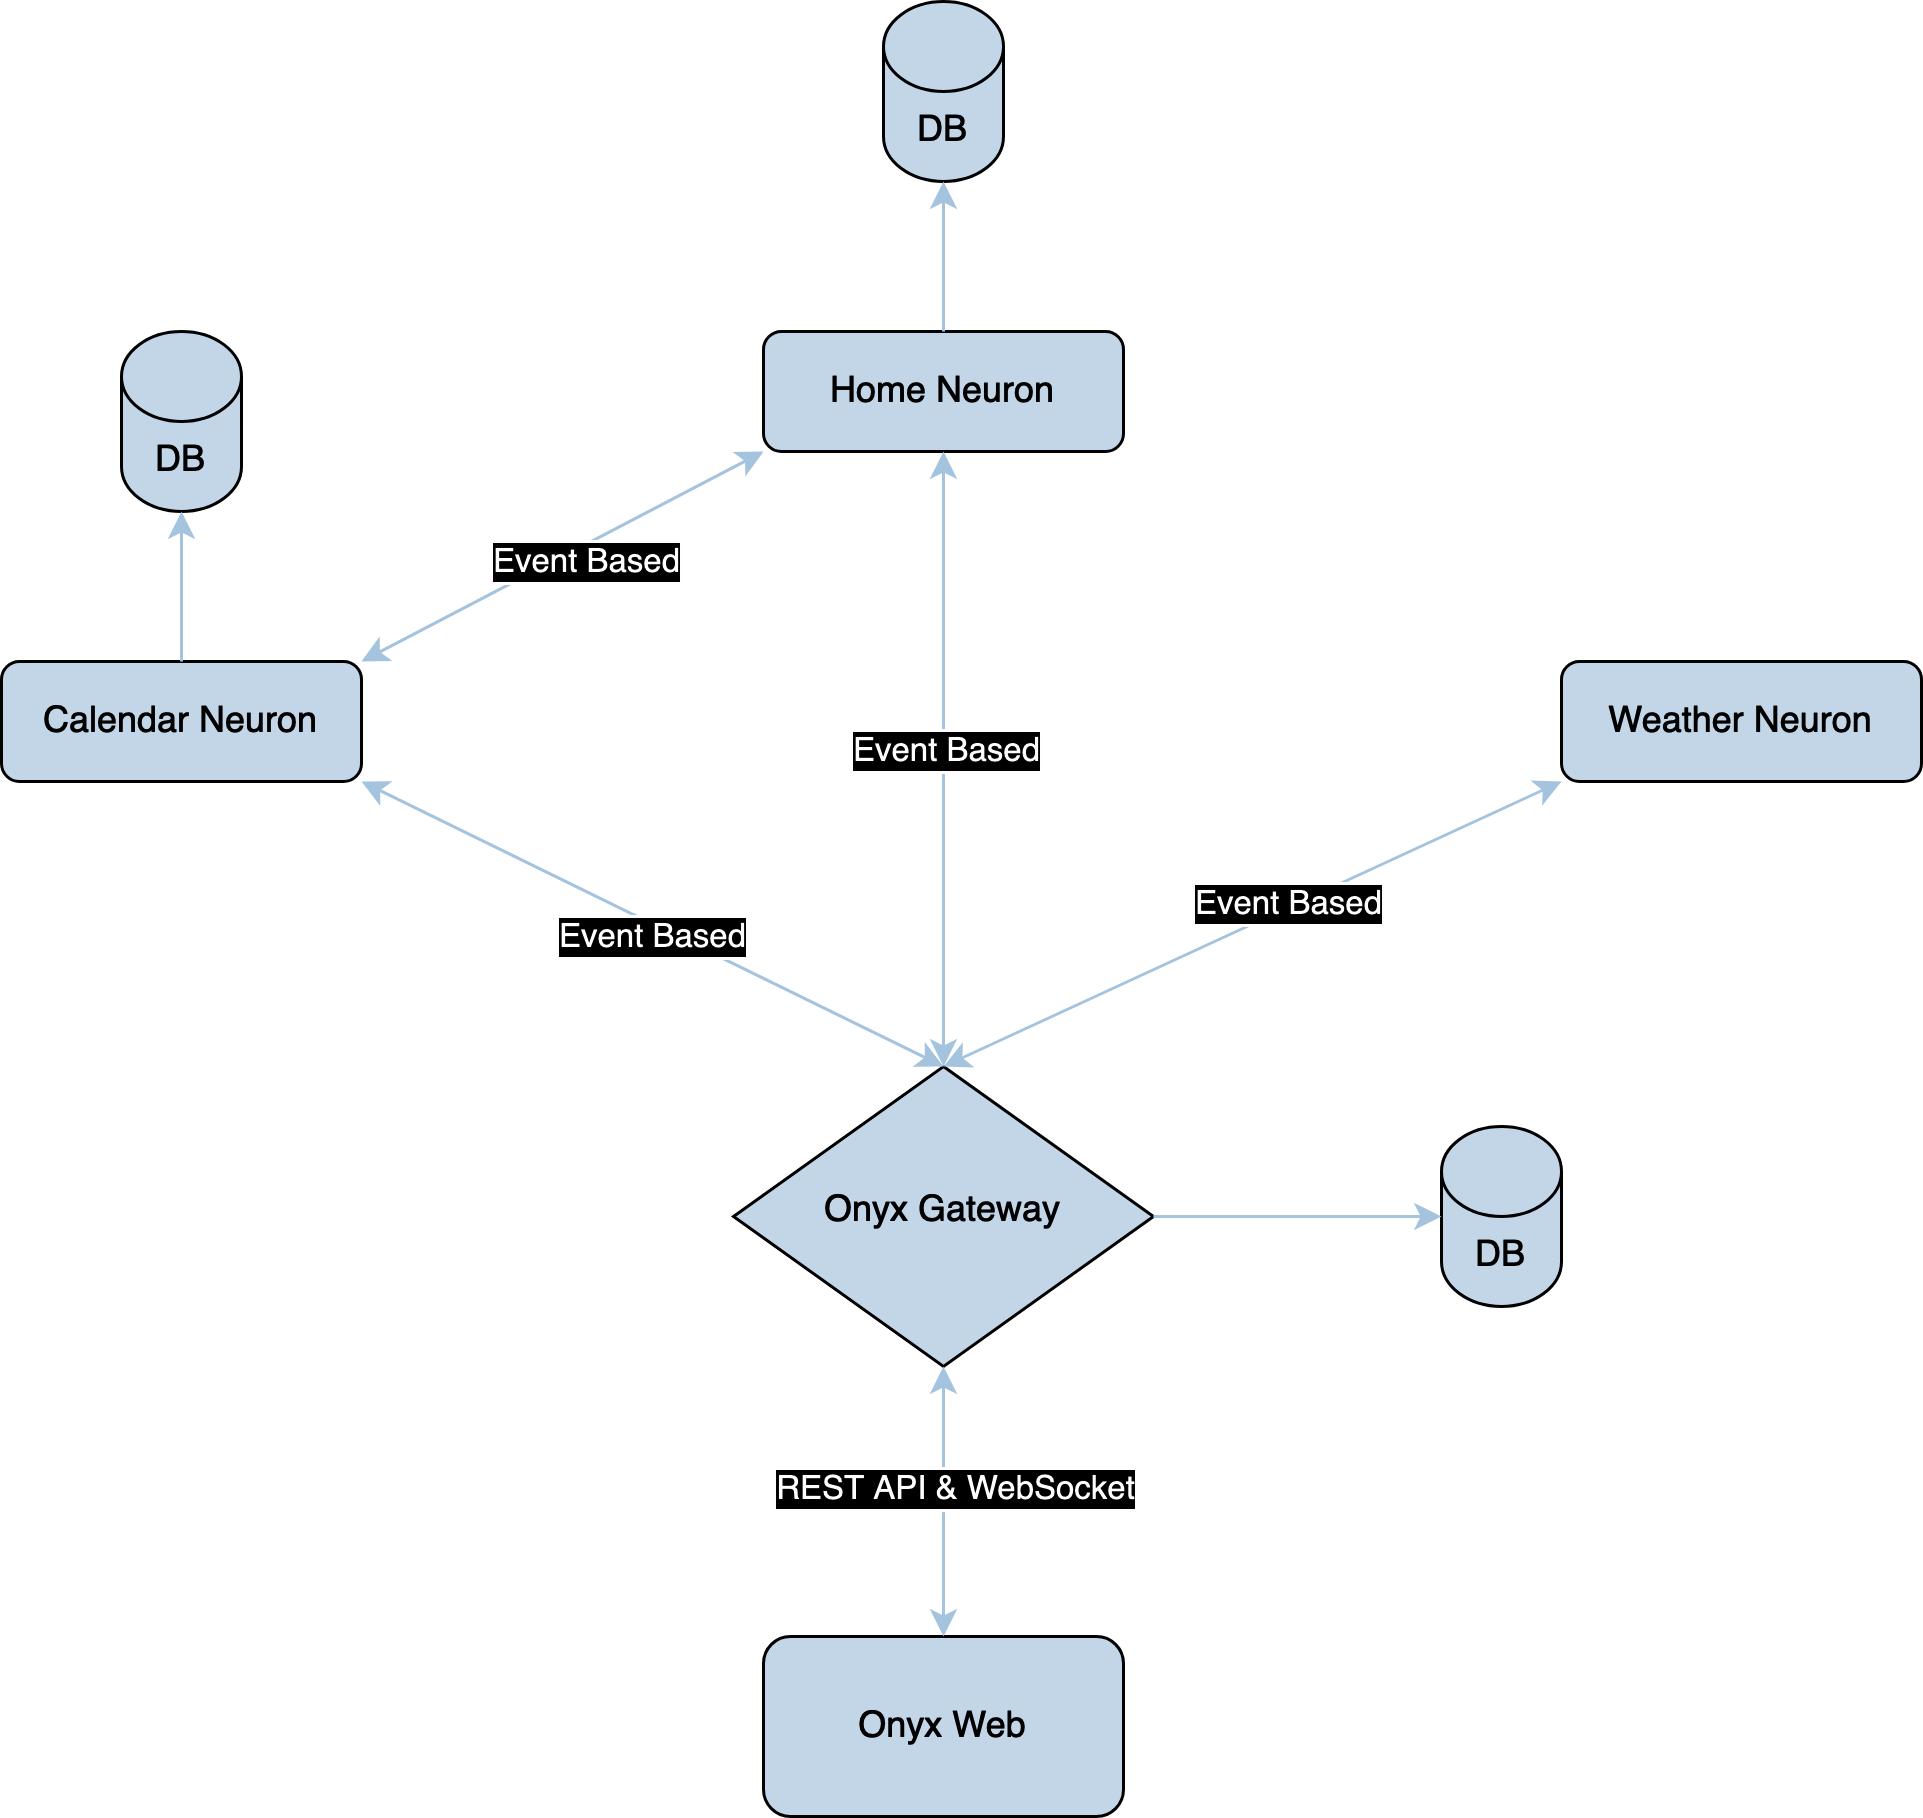 DB
Home Neuron
DB
Event Based
Calendar Neuron
Event Based
Weather Neuron
Event Based
Event Based
Onyx Gateway
DB
REST API & WebSocket
Onyx Web